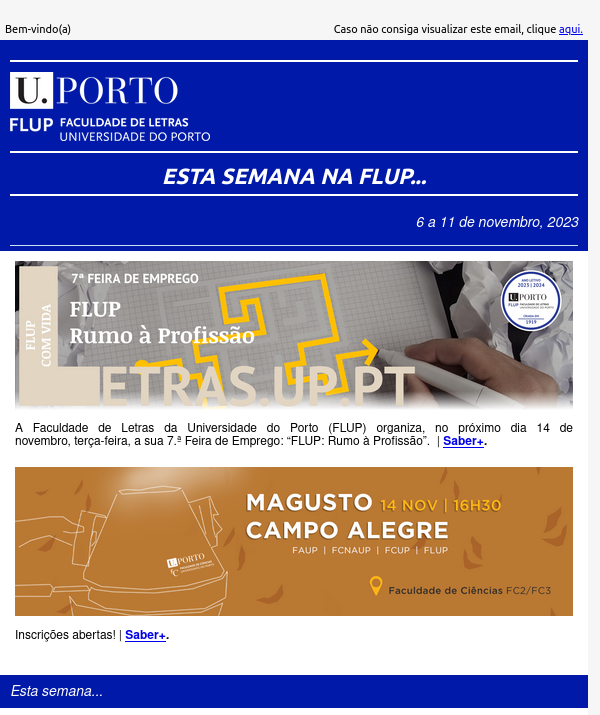 Bem-vindo(a)
Caso não consiga visualizar este email, clique aqui.
U. PORTO
FLUP FACULDADE DE LETRAS
UNIVERSIDADE DO PORTO
ESTA SEMANA NA FLUP...
6 a 11 de novembro, 2023
7ª FEIRA DE EMPREGO
FLUP
Rumo à Profissão
FLUP
COM VIDA
LETRAS.UP.PT
ANO LETIVO
2023 | 2024
U. PORTO
FLUP FACULDADE DE LETRAS
UNIVERSIDADE DO PORTO
1919
A Faculdade de Letras da Universidade do Porto (FLUP) organiza, no próximo dia 14 de
novembro, terça-feira, a sua 7.ª Feira de Emprego: “FLUP: Rumo à Profissão”. | Saber+.
MAGUSTO 14 NOV | 16H30
CAMPO ALEGRE
FAUP | FCNAUP | FCUP | FLUP
U. PORTO
Faculdade de Ciências FC2/FC3
Inscrições abertas! | Saber+.
Esta semana...